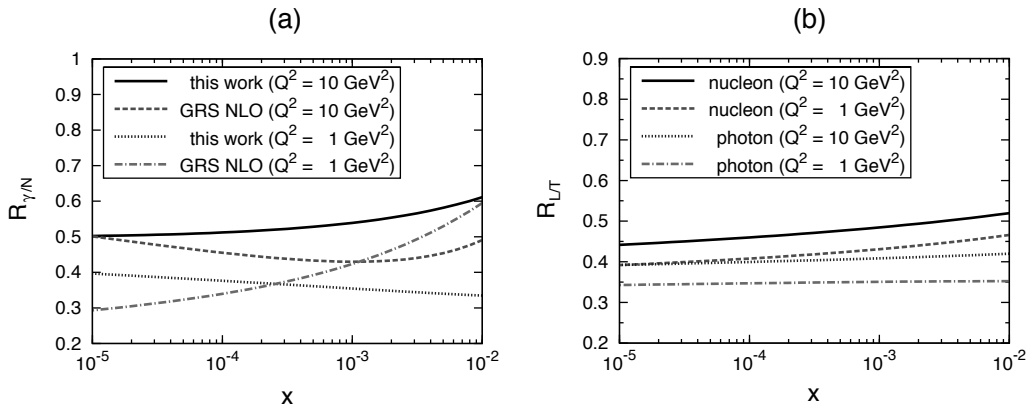 (a)
R_γ/N
1
0.9
0.8
0.7
0.6
0.5
0.4
0.3
0.2
this work (Q² = 10 GeV²)
GRS NLO (Q² = 10 GeV²)
this work (Q² = 1 GeV²)
GRS NLO (Q² = 1 GeV²)
10⁻⁵ 10⁻⁴ 10⁻³ 10⁻²
x
(b)
R_L/T
0.9
0.8
0.7
0.6
0.5
0.4
0.3
0.2
nucleon (Q² = 10 GeV²)
nucleon (Q² = 1 GeV²)
photon (Q² = 10 GeV²)
photon (Q² = 1 GeV²)
10⁻⁵ 10⁻⁴ 10⁻³ 10⁻²
x